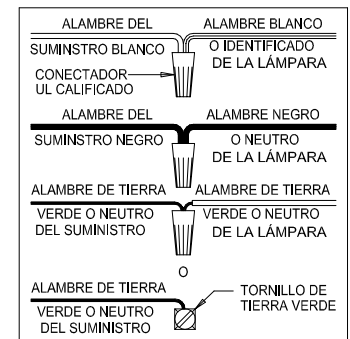 ALAMBRE DEL ALAMBRE BLANCO
SUMINSTRO BLANCO O IDENTIFICADO
DE LA LÁMPARA
CONECTADOR
UL CALIFICADO
ALAMBRE DEL ALAMBRE NEGRO
SUMINSTRO NEGRO O NEUTRO
DE LA LÁMPARA
ALAMBRE DE TIERRA ALAMBRE DE TIERRA
VERDE O NEUTRO VERDE O NEUTRO
DEL SUMINISTRO DE LA LÁMPARA
O
ALAMBRE DE TIERRA TORNILLO DE
VERDE O NEUTRO TIERRA VERDE
DEL SUMINISTRO